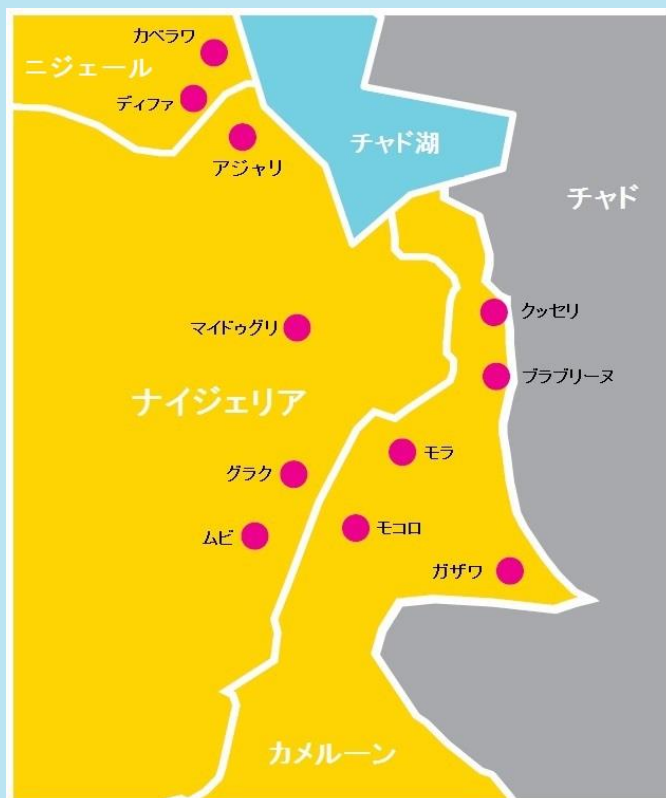 カベラワ
ニジェール
ディファ
アジャリ
チャド湖
チャド
クッセリ
マイドゥグリ
ブラブリーヌ
ナイジェリア
モラ
グラク
モコロ
ムビ
ガザワ
カメルーン